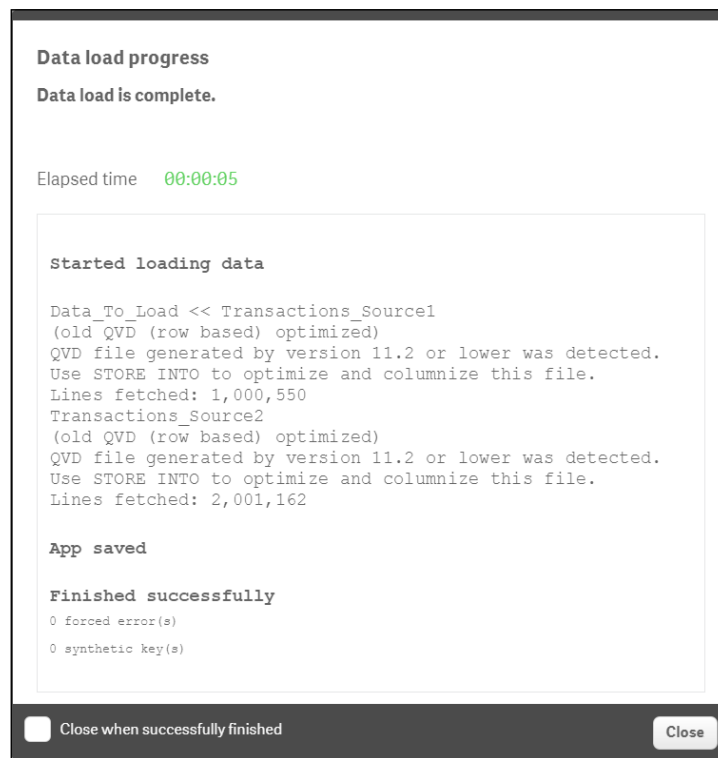 Data load progress
Data load is complete.
Elapsed time 00:00:05
Started loading data
Data_To_Load << Transactions_Source1
(old QVD (row based) optimized)
QVD file generated by version 11.2 or lower was detected.
Use STORE INTO to optimize and columnize this file.
Lines fetched: 1,000,550
Transactions_Source2
(old QVD (row based) optimized)
QVD file generated by version 11.2 or lower was detected.
Use STORE INTO to optimize and columnize this file.
Lines fetched: 2,001,162
App saved
Finished successfully
0 forced error(s)
0 synthetic key(s)
Close when successfully finished
Close